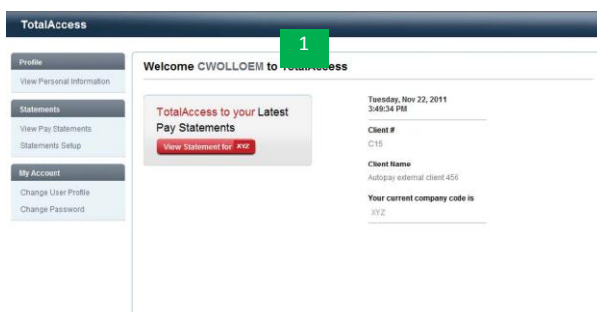 TotalAccess
1
Profile
View Personal Information
Statements
View Pay Statements
Statements Setup
My Account
Change User Profile
Change Password
Welcome CWOLLOEM to TotalAccess
TotalAccess to your Latest
Pay Statements
View Statement for XYZ
Tuesday, Nov 22, 2011
3:49:34 PM
Client #
C15
Client Name
Autopay external client 456
Your current company code is
XYZ